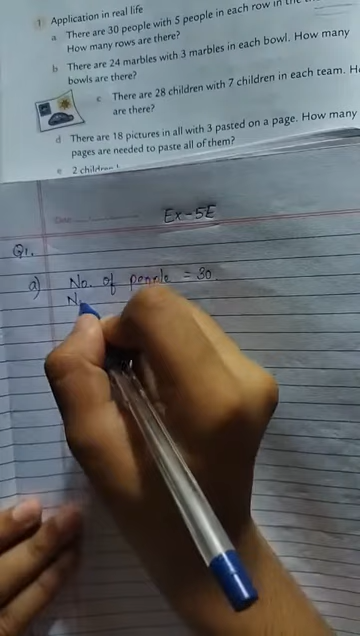 1 Application in real life
a There are 30 people with 5 people in each row in the
How many rows are there?
b There are 24 marbles with 3 marbles in each bowl. How many
bowls are there?
c There are 28 children with 7 children in each team. H
are there?
d There are 18 pictures in all with 3 pasted on a page. How many
pages are needed to paste all of them?
e 2 children
Date
Ex-5E
Q1.
a) No. of people = 30
N